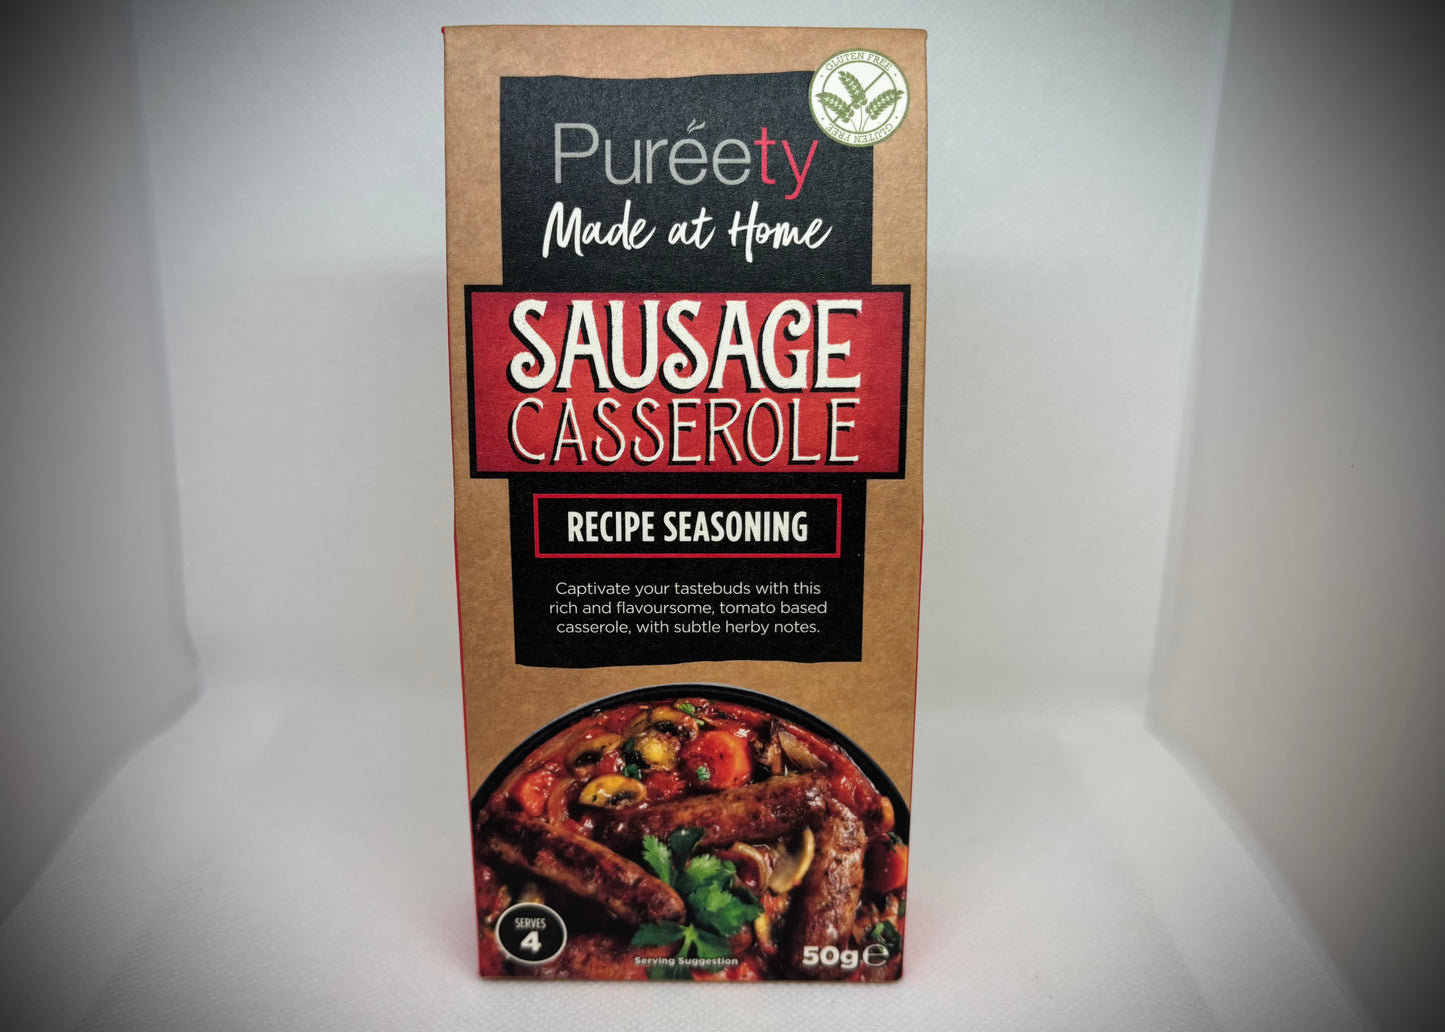 GLUTEN FREE
GLUTEN FREE
Puréety
Made at Home
SAUSAGE
CASSEROLE
RECIPE SEASONING
Captivate your tastebuds with this
rich and flavoursome, tomato based
casserole, with subtle herby notes.
SERVES
4
Serving Suggestion
50g ℮